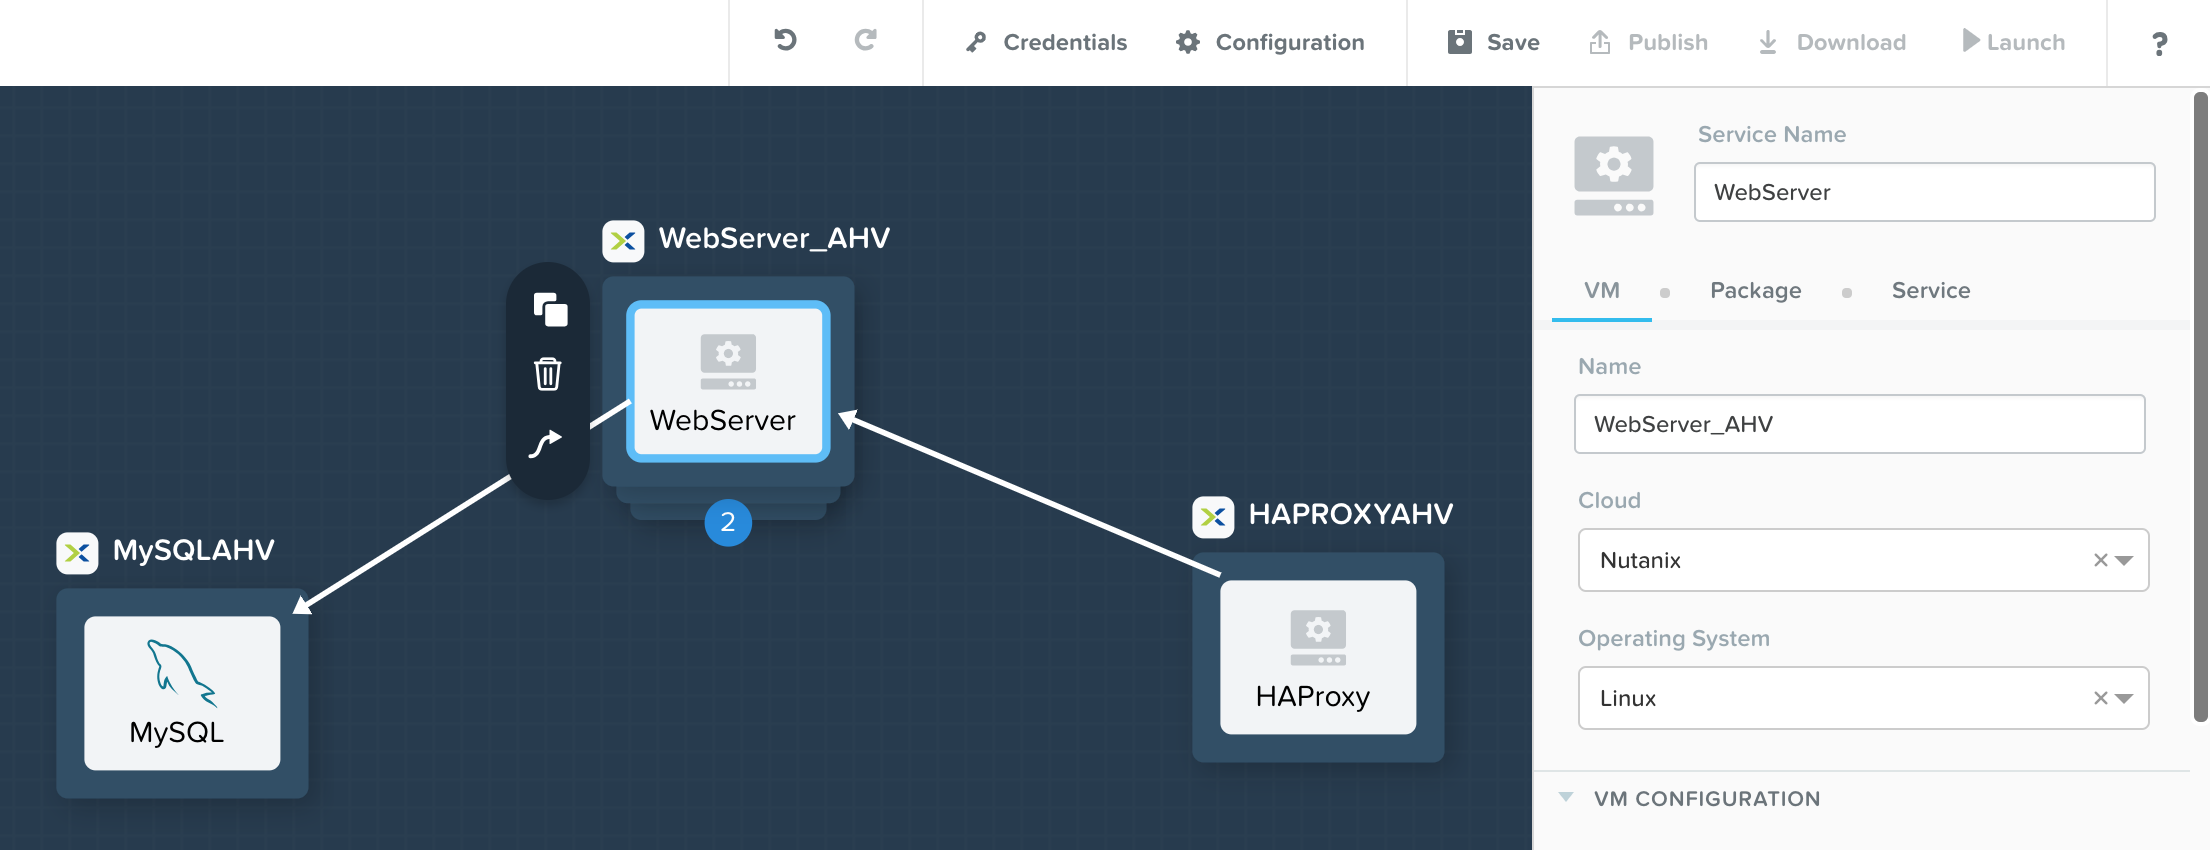 Credentials
Configuration
Save
Publish
Download
Launch
?
WebServer_AHV
WebServer
2
MySQLAHV
MySQL
HAPROXYAHV
HAProxy
Service Name
WebServer
VM
Package
Service
Name
WebServer_AHV
Cloud
Nutanix
Operating System
Linux
VM CONFIGURATION